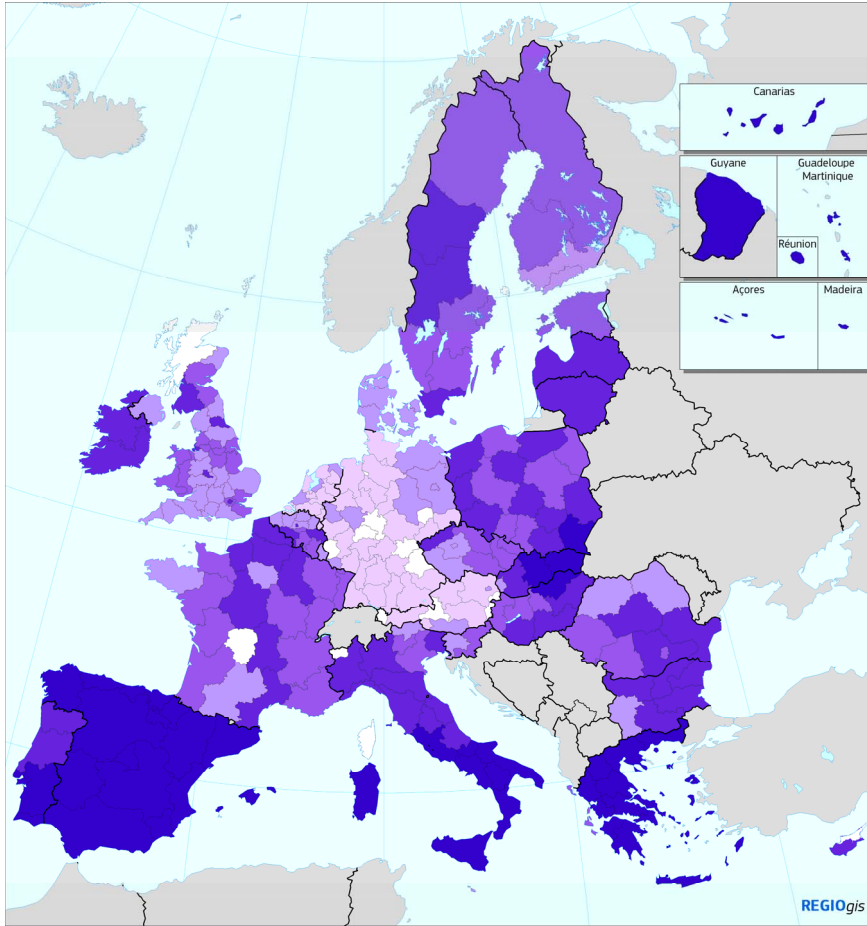 Canarias
Guyane
Guadeloupe
Martinique
Réunion
Açores
Madeira
REGIOgis